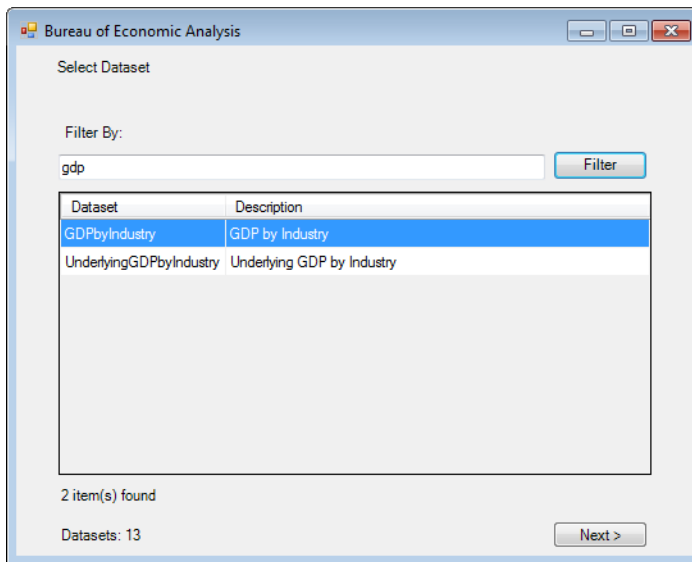 Bureau of Economic Analysis
Select Dataset
Filter By:
gdp Filter
Dataset Description
GDPbyIndustry GDP by Industry
UnderlyingGDPbyIndustry Underlying GDP by Industry
2 item(s) found
Datasets: 13 Next >